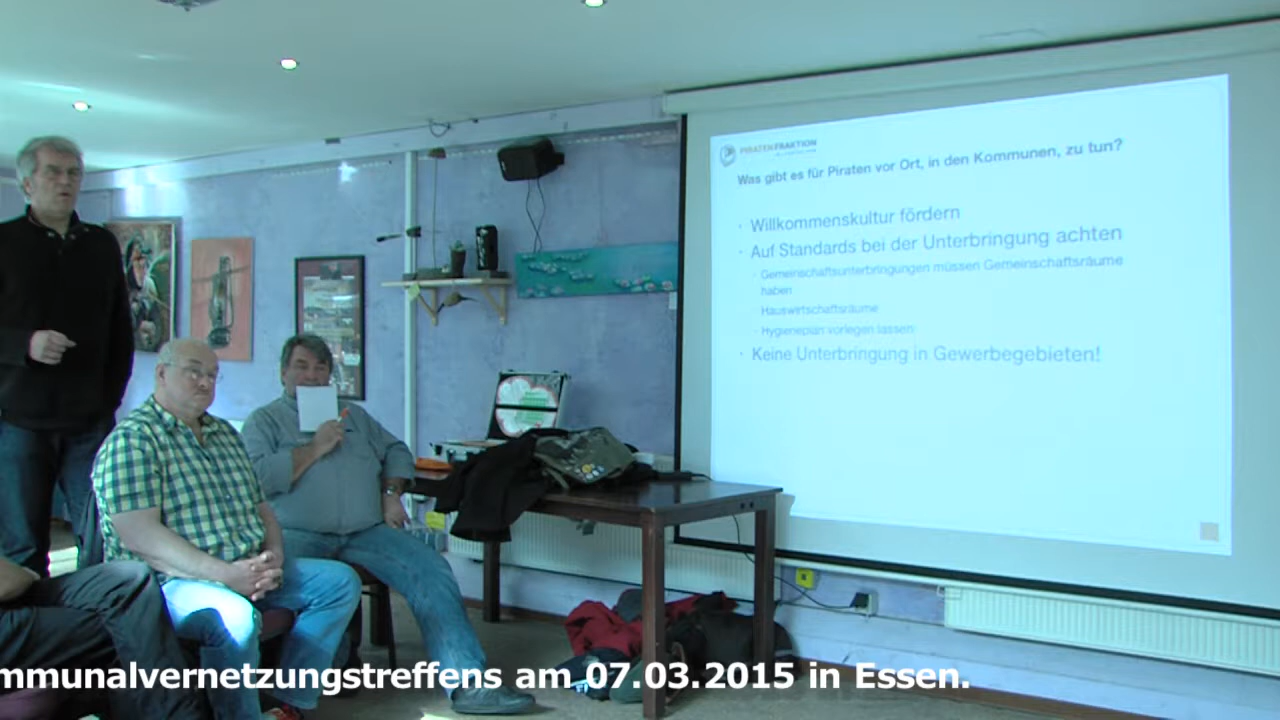 PIRATENFRAKTION
Was gibt es für Piraten vor Ort, in den Kommunen, zu tun?
· Willkommenskultur fördern
· Auf Standards bei der Unterbringung achten
· Gemeinschaftsunterbringungen müssen Gemeinschaftsräume
haben
· Hauswirtschaftsräume
· Hygieneplan vorlegen lassen
· Keine Unterbringung in Gewerbegebieten!
mmunalvernetzungstreffens am 07.03.2015 in Essen.